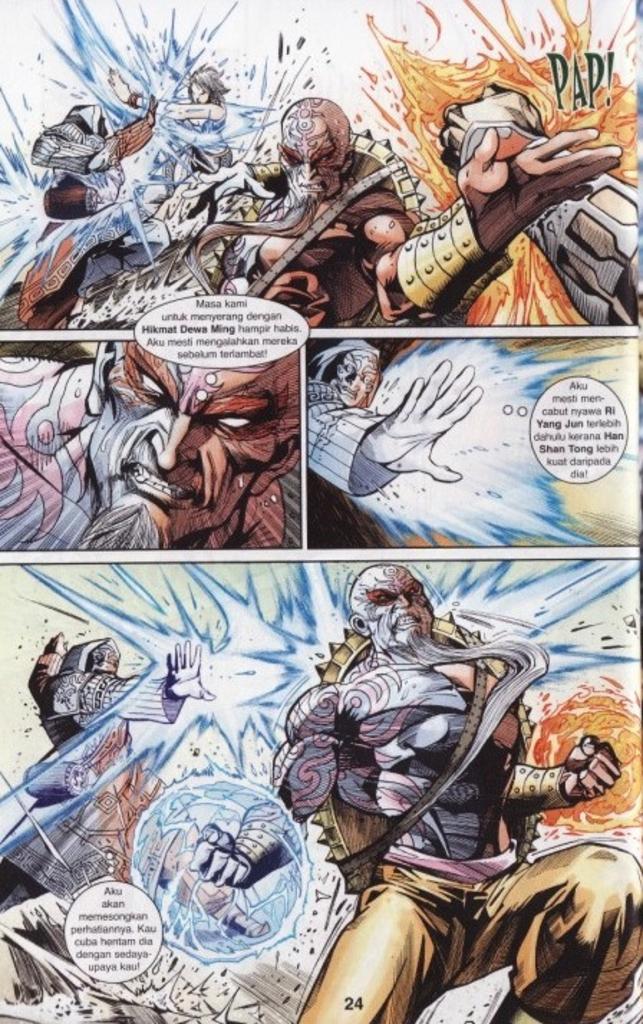 PAP!
Masa kami
untuk menyerang dengan
Hikmat Dewa Ming hampir habis.
Aku mesti mengalahkan mereka
sebelum terlambat!
Aku
mesti men-
cabut nyawa Ri
Yang Jun terlebih
dahulu kerana Han
Shan Tong lebih
kuat daripada
dia!
Aku
akan
memesongkan
perhatiannya. Kau
cuba hentam dia
dengan sedaya-
upaya kau!
24